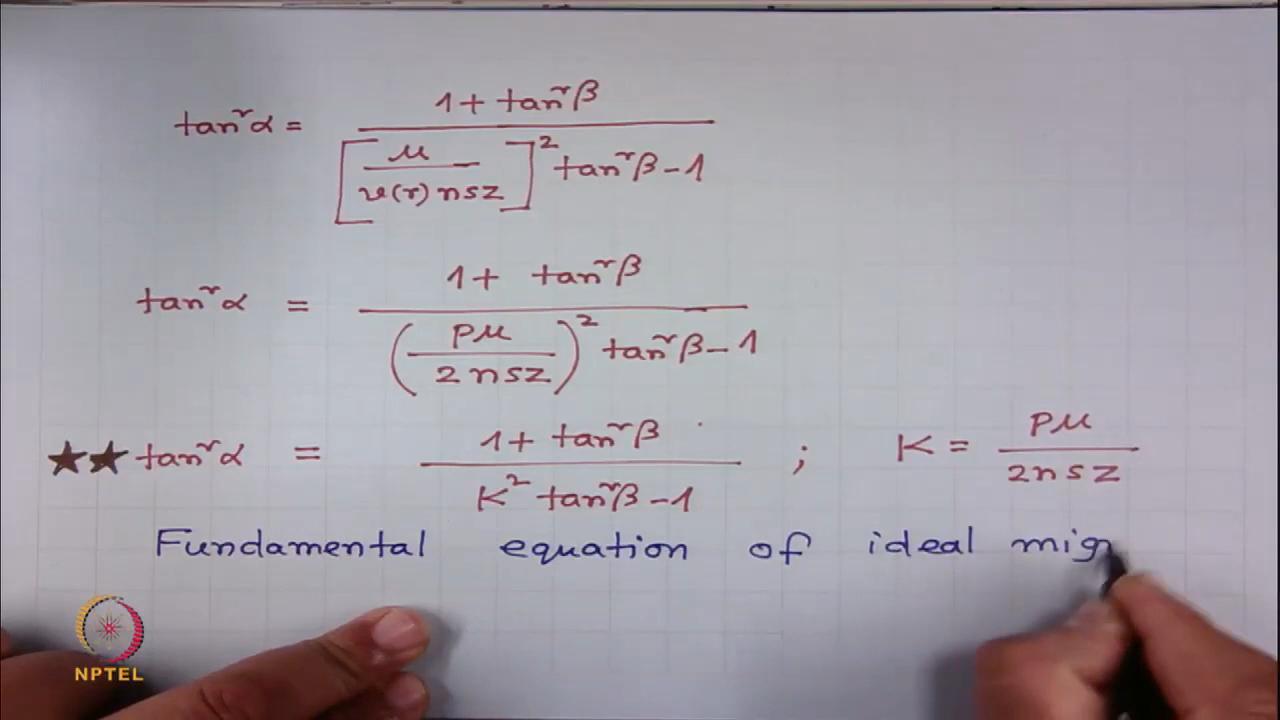 tan²α = 1 + tan²β / [μ / v(r) nsz]² tan²β - 1
tan²α = 1 + tan²β / (Pμ / 2nsz)² tan²β - 1
★★ tan²α = 1 + tan²β / K² tan²β - 1 ; K = Pμ / 2nsz
Fundamental equation of ideal mig
NPTEL